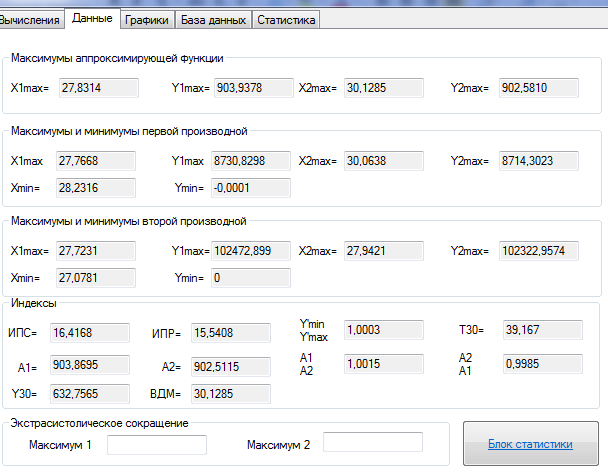 Вычисления Данные Графики База данных Статистика
Максимумы аппроксимирующей функции
X1max= 27,8314 Y1max= 903,9378 X2max= 30,1285 Y2max= 902,5810
Максимумы и минимумы первой производной
X1max 27,7668 Y1max 8730,8298 X2max= 30,0638 Y2max= 8714,3023
Xmin= 28,2316 Ymin= -0,0001
Максимумы и минимумы второй производной
X1max= 27,7231 Y1max= 102472,899 X2max= 27,9421 Y2max= 102322,9574
Xmin= 27,0781 Ymin= 0
Индексы
ИПС= 16,4168 ИПР= 15,5408 Y'min Y'max 1,0003 T30= 39,167
A1= 903,8695 A2= 902,5115 A1 A2 1,0015 A2 A1 0,9985
Y30= 632,7565 ВДМ= 30,1285
Экстрасистолическое сокращение
Максимум 1 Максимум 2 Блок статистики